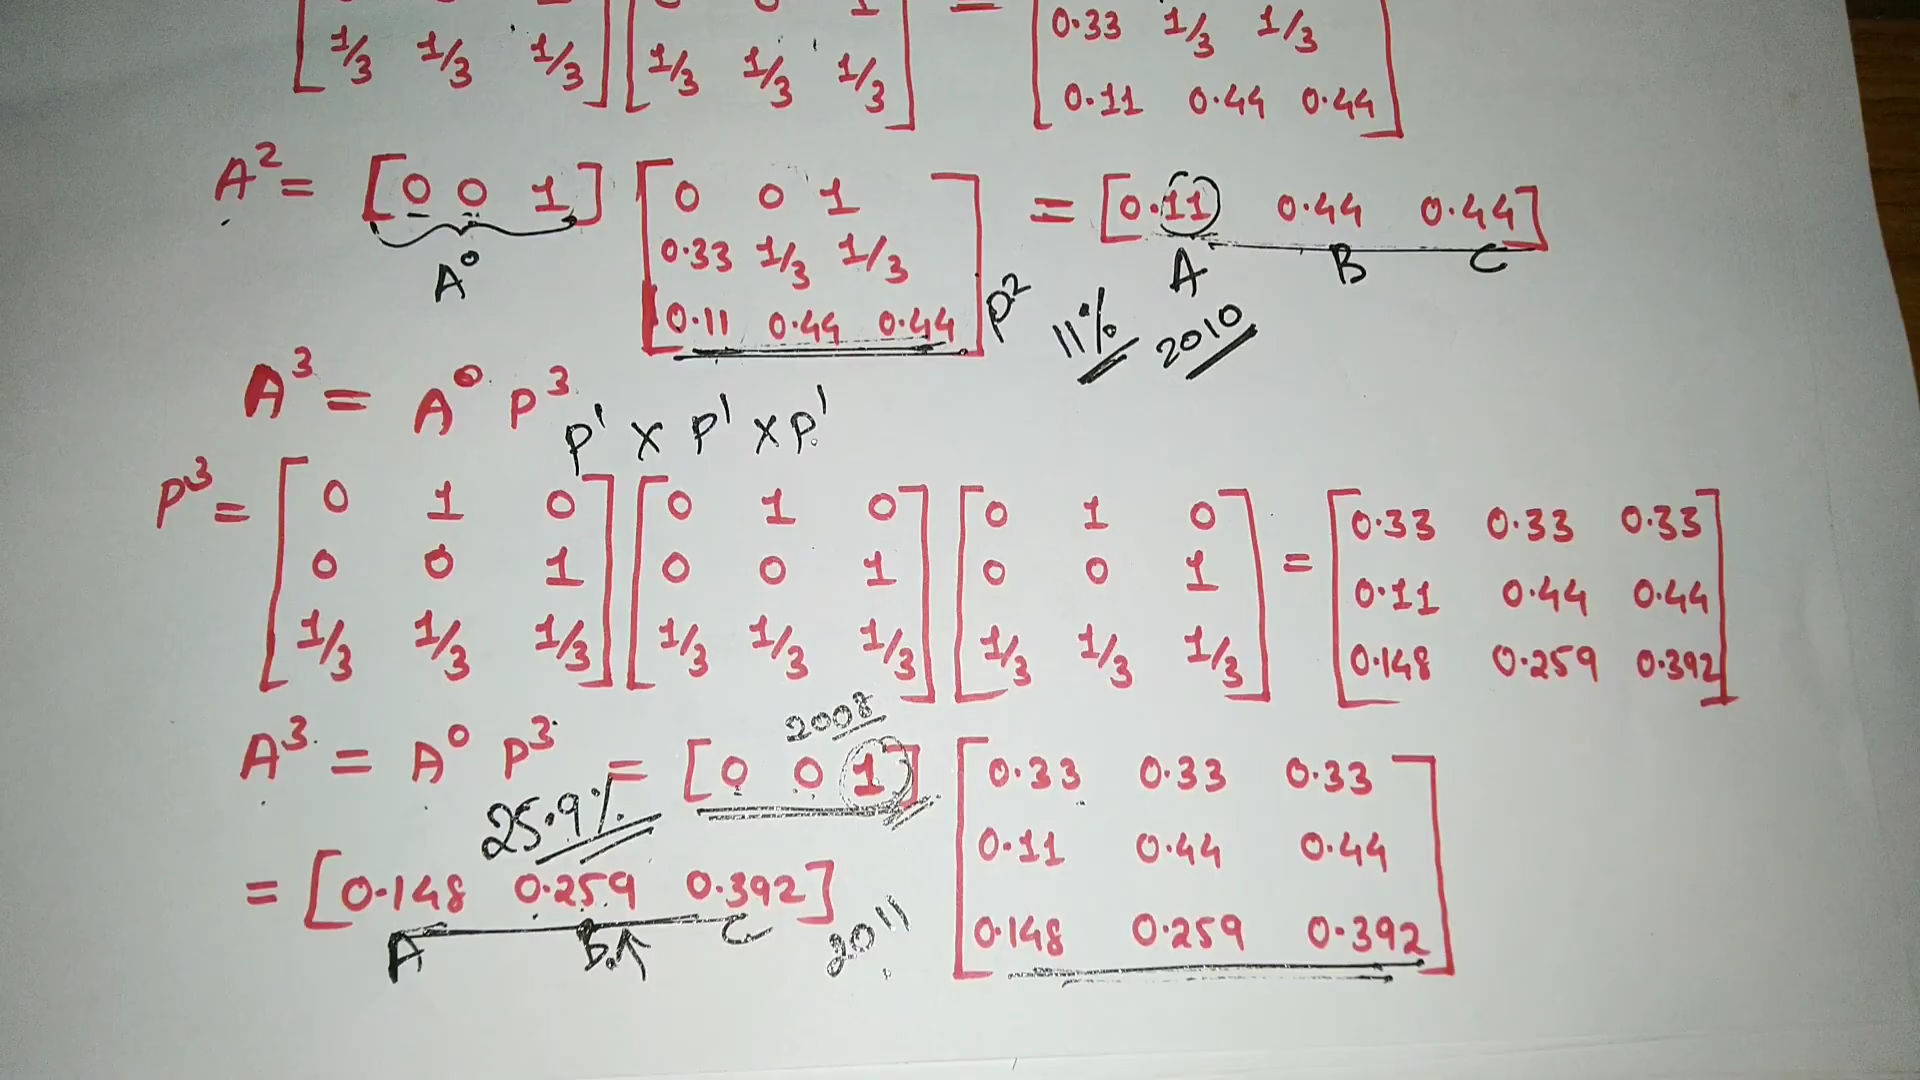 1/3 1/3 1/3 1/3 1/3 1/3 = 0.33 1/3 1/3
0.11 0.44 0.44
A² = [0 0 1] [0 0 1 = [0.11 0.44 0.44]
0.33 1/3 1/3
0.11 0.44 0.44] P²
A⁰
A B C
11% 2010
A³ = A⁰ P³
P¹ x P¹ x P¹
P³ = [0 1 0] [0 1 0] [0 1 0] = [0.33 0.33 0.33]
0 0 1 0 0 1 0 0 1 0.11 0.44 0.44
1/3 1/3 1/3 1/3 1/3 1/3 1/3 1/3 1/3 0.148 0.259 0.392
2008
A³ = A⁰ P³ = [0 0 1] [0.33 0.33 0.33]
25.9%
0.11 0.44 0.44
= [0.148 0.259 0.392]
0.148 0.259 0.392
A B C 2011